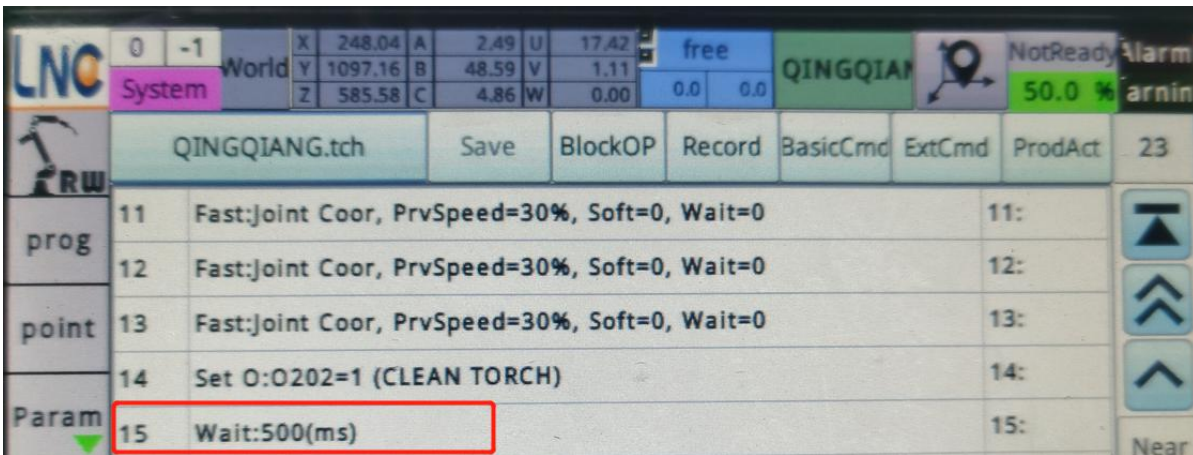 LNC
0 -1 World X 248.04 A 2.49 U 17.42 free QINGQIAN NotReady Alarm
System Y 1097.16 B 48.59 V 1.11 0.0 0.0 50.0 % arnin
Z 585.58 C 4.86 W 0.00
RW QINGQIANG.tch Save BlockOP Record BasicCmd ExtCmd ProdAct 23
prog
point
Param
11 Fast:Joint Coor, PrvSpeed=30%, Soft=0, Wait=0 11:
12 Fast:Joint Coor, PrvSpeed=30%, Soft=0, Wait=0 12:
13 Fast:Joint Coor, PrvSpeed=30%, Soft=0, Wait=0 13:
14 Set O:O202=1 (CLEAN TORCH) 14:
15 Wait:500(ms) 15:
Near